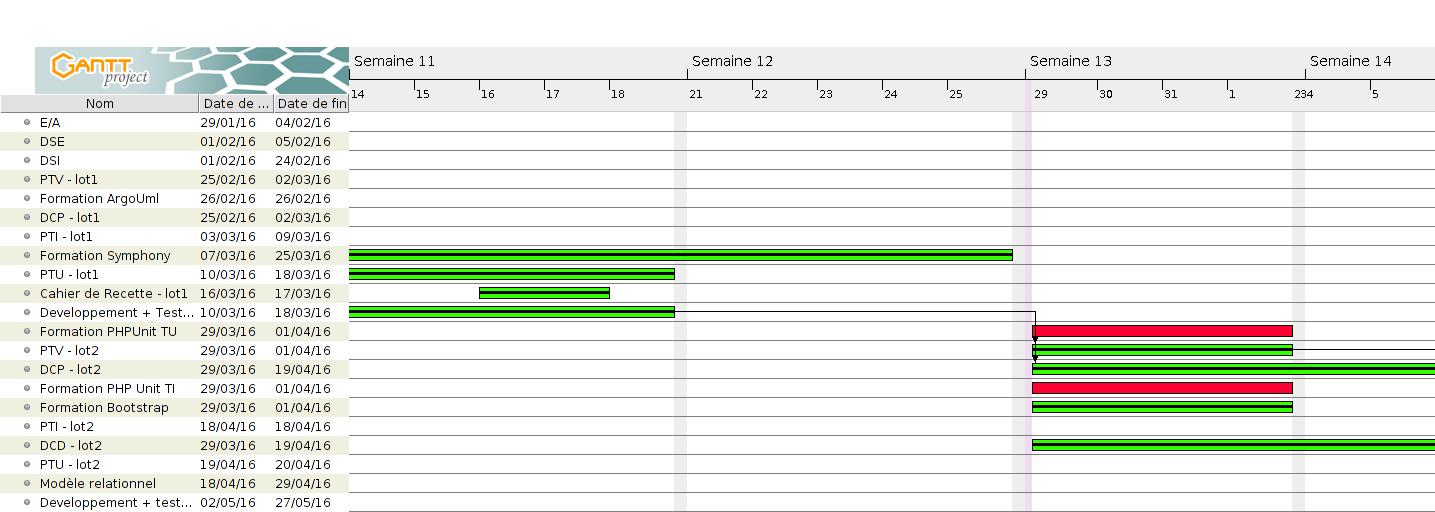 GANTT project
Semaine 11 Semaine 12 Semaine 13 Semaine 14
14 15 16 17 18 21 22 23 24 25 29 30 31 1 234 5
Nom Date de ... Date de fin
E/A 29/01/16 04/02/16
DSE 01/02/16 05/02/16
DSI 01/02/16 24/02/16
PTV - lot1 25/02/16 02/03/16
Formation ArgoUml 26/02/16 26/02/16
DCP - lot1 25/02/16 02/03/16
PTI - lot1 03/03/16 09/03/16
Formation Symphony 07/03/16 25/03/16
PTU - lot1 10/03/16 18/03/16
Cahier de Recette - lot1 16/03/16 17/03/16
Developpement + Test... 10/03/16 18/03/16
Formation PHPUnit TU 29/03/16 01/04/16
PTV - lot2 29/03/16 01/04/16
DCP - lot2 29/03/16 19/04/16
Formation PHP Unit TI 29/03/16 01/04/16
Formation Bootstrap 29/03/16 01/04/16
PTI - lot2 18/04/16 18/04/16
DCD - lot2 29/03/16 19/04/16
PTU - lot2 19/04/16 20/04/16
Modèle relationnel 18/04/16 29/04/16
Developpement + test... 02/05/16 27/05/16